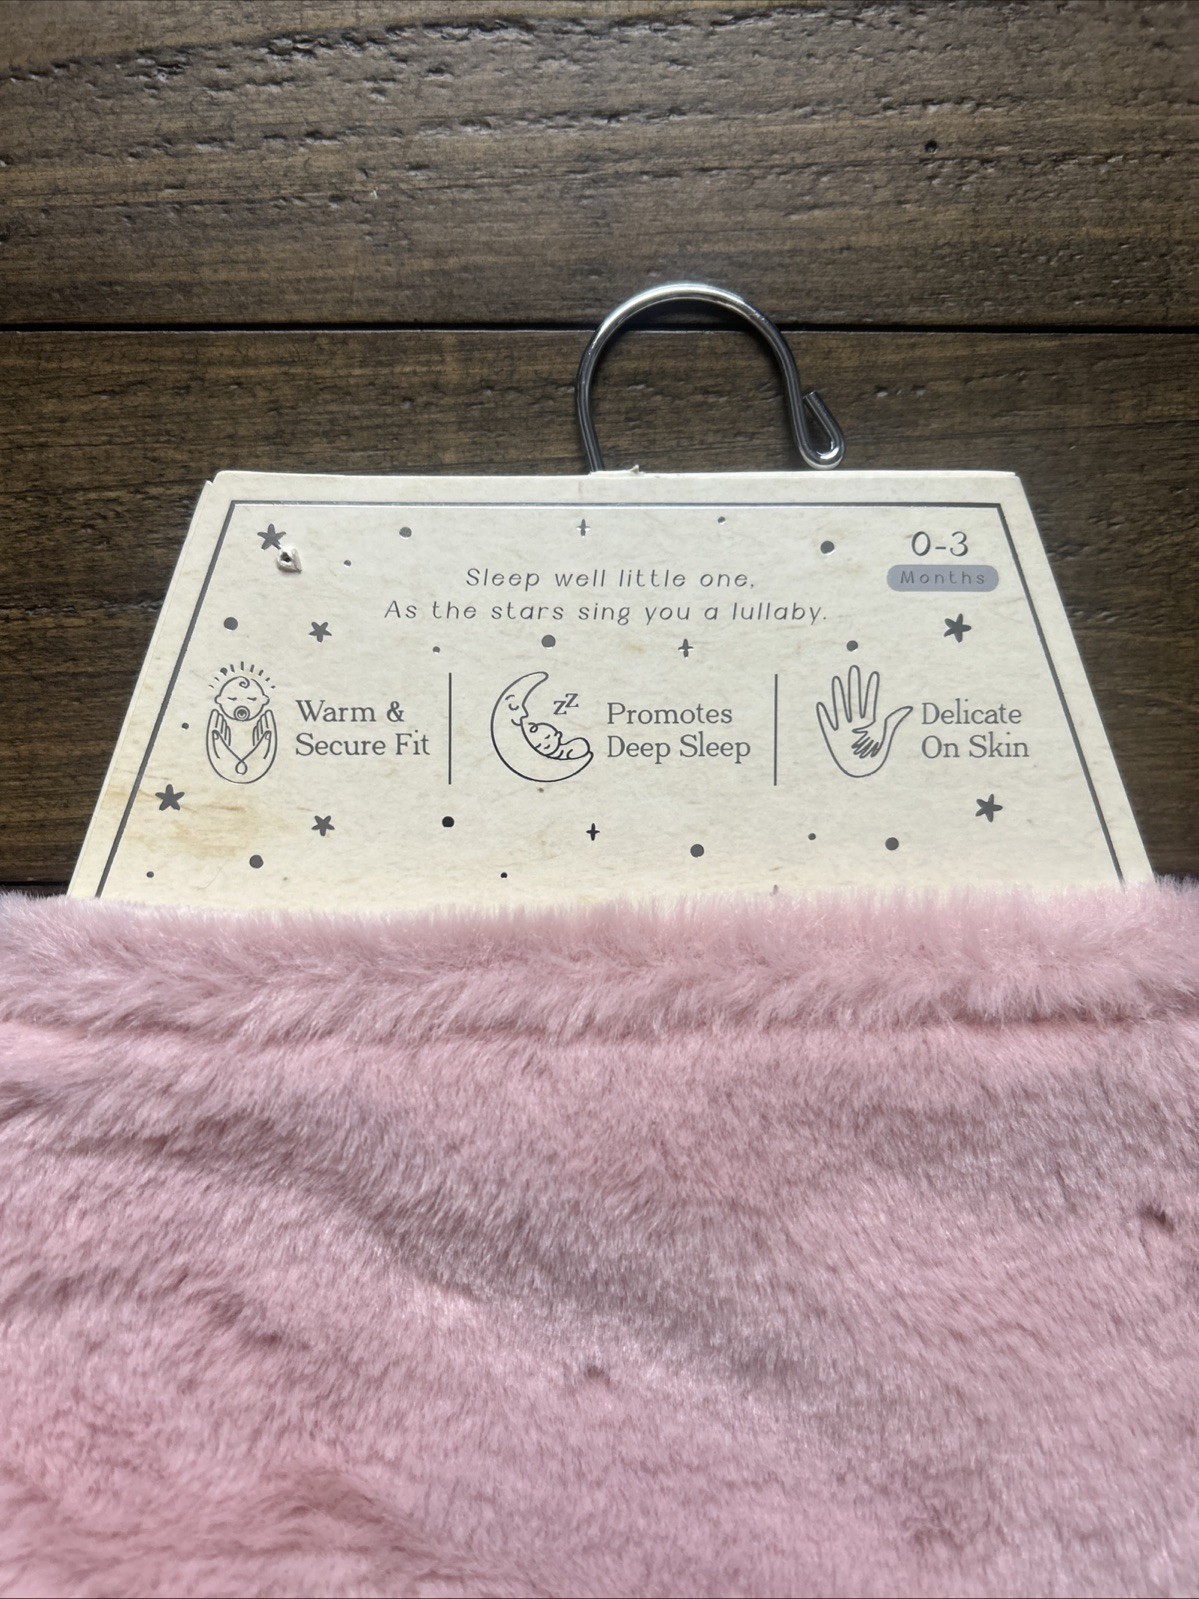 0-3
Months
Sleep well little one,
As the stars sing you a lullaby.
Warm &
Secure Fit
zz
Promotes
Deep Sleep
Delicate
On Skin